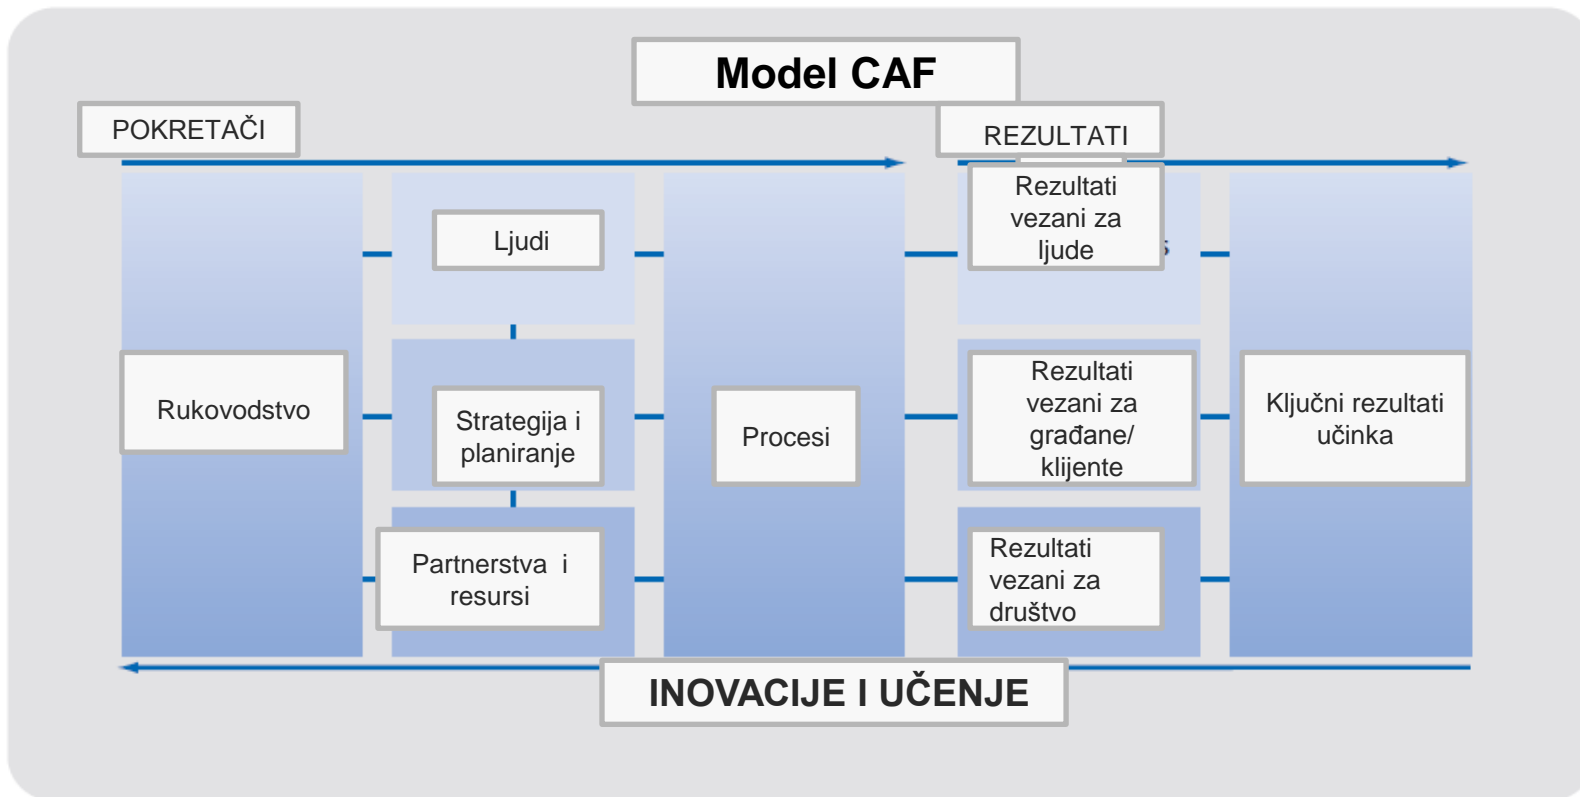 Model CAF
POKRETAČI
REZULTATI
Rezultati
vezani za
ljude
Ljudi
Rukovodstvo
Strategija i
planiranje
Procesi
Rezultati
vezani za
građane/
klijente
Ključni rezultati
učinka
Partnerstva i
resursi
Rezultati
vezani za
društvo
INOVACIJE I UČENJE